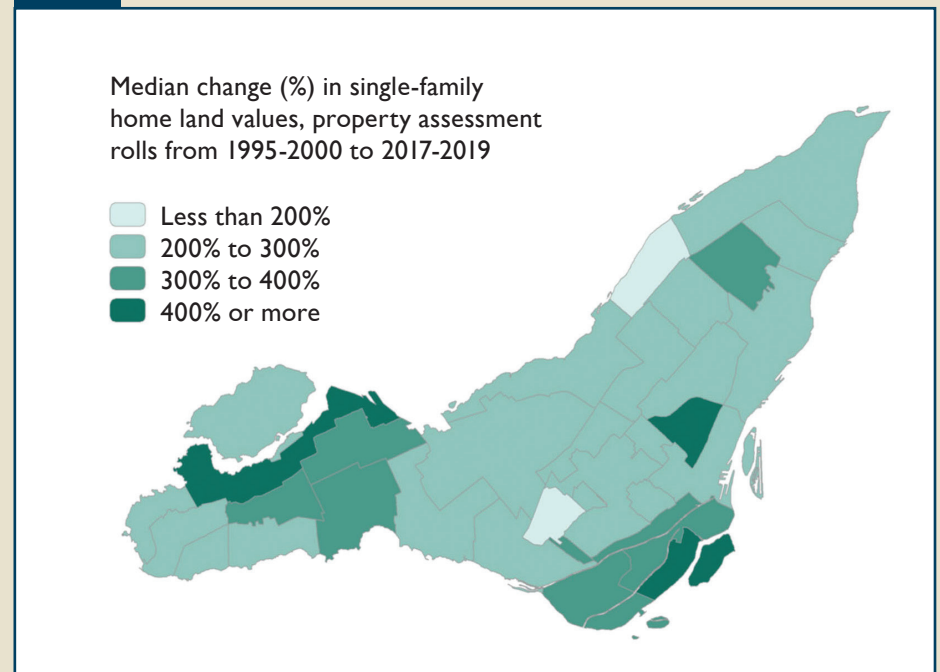 Median change (%) in single-family
home land values, property assessment
rolls from 1995-2000 to 2017-2019
Less than 200%
200% to 300%
300% to 400%
400% or more